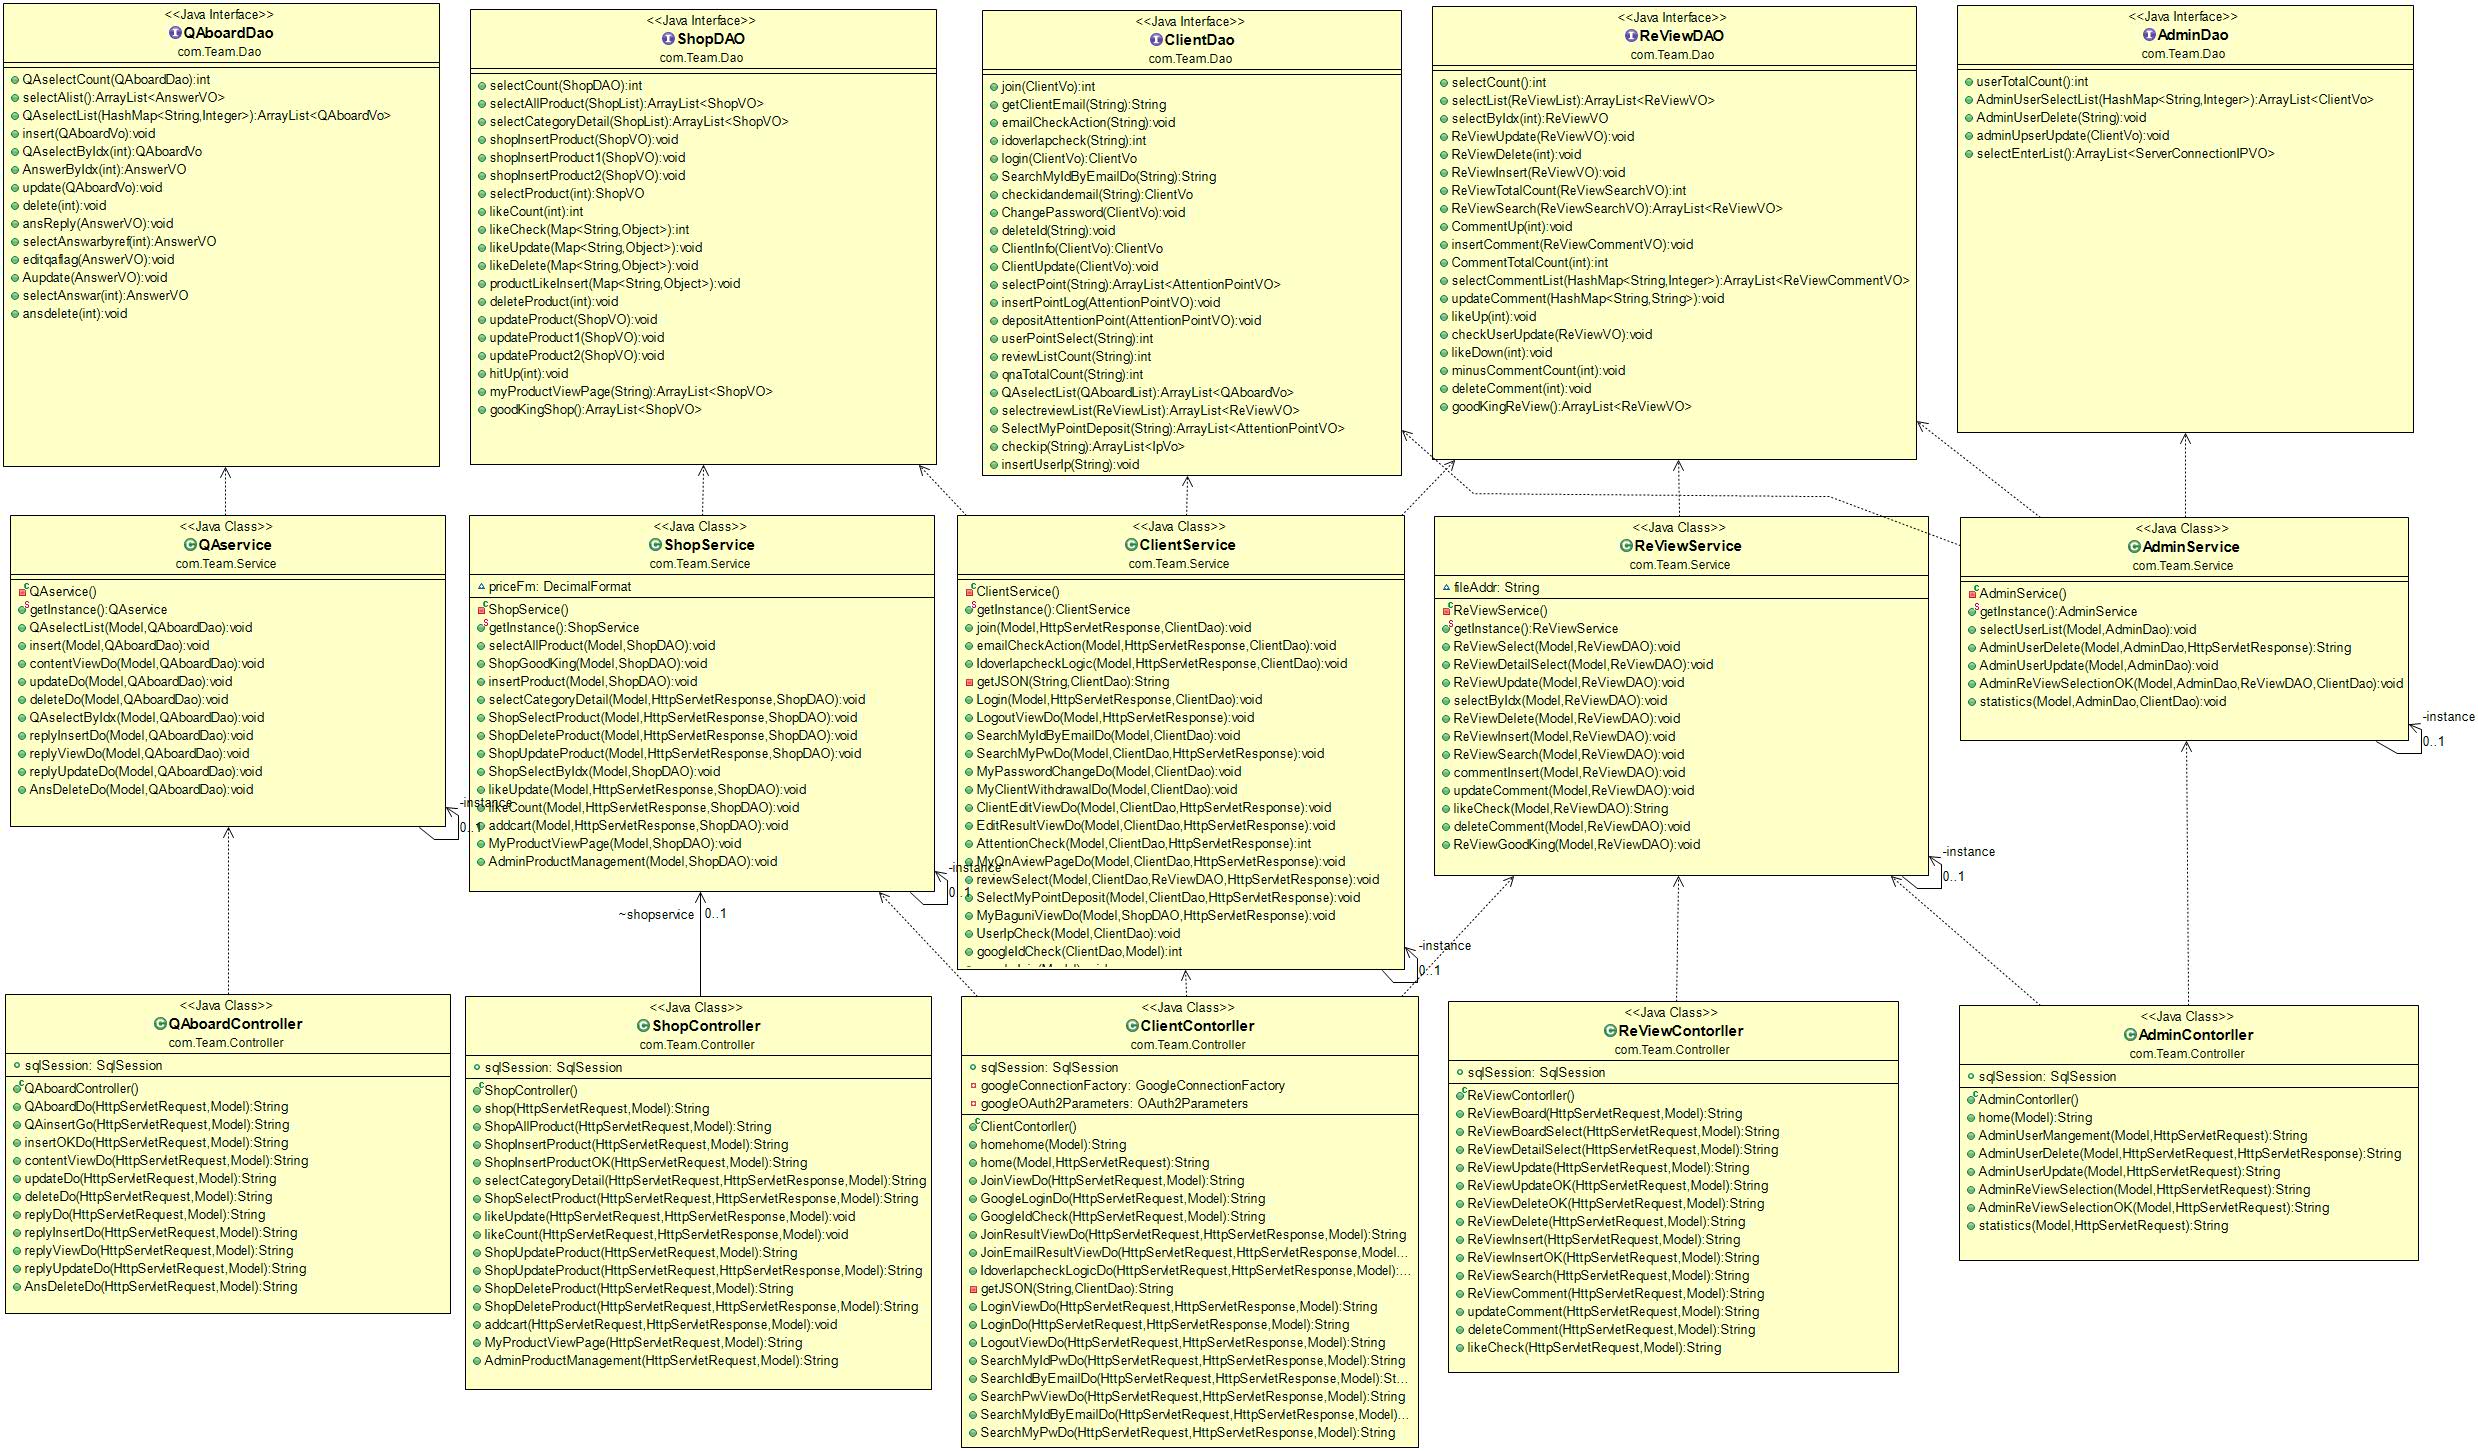 <<Java Interface>>
QAboardDao
com.Team.Dao
QAselectCount(QAboardDao):int
selectAlist():ArrayList<AnswerVO>
QAselectList(HashMap<String,Integer>):ArrayList<QAboardVo>
insert(QAboardVo):void
QAselectByIdx(int):QAboardVo
AnswerByIdx(int):AnswerVO
update(QAboardVo):void
delete(int):void
ansReply(AnswerVO):void
selectAnswarbyref(int):AnswerVO
editqaflag(AnswerVO):void
Aupdate(AnswerVO):void
selectAnswar(int):AnswerVO
ansdelete(int):void
<<Java Interface>>
ShopDAO
com.Team.Dao
selectCount(ShopDAO):int
selectAllProduct(ShopList):ArrayList<ShopVO>
selectCategoryDetail(ShopList):ArrayList<ShopVO>
shopInsertProduct(ShopVO):void
shopInsertProduct1(ShopVO):void
shopInsertProduct2(ShopVO):void
selectProduct(int):ShopVO
likeCount(int):int
likeCheck(Map<String,Object>):int
likeUpdate(Map<String,Object>):void
likeDelete(Map<String,Object>):void
productLikeInsert(Map<String,Object>):void
deleteProduct(int):void
updateProduct(ShopVO):void
updateProduct1(ShopVO):void
updateProduct2(ShopVO):void
hitUp(int):void
myProductViewPage(String):ArrayList<ShopVO>
goodKingShop():ArrayList<ShopVO>
<<Java Interface>>
ClientDao
com.Team.Dao
join(ClientVo):int
getClientEmail(String):String
emailCheckAction(String):void
idoverlapcheck(String):int
login(ClientVo):ClientVo
SearchMyIdByEmailDo(String):String
checkidandemail(String):ClientVo
ChangePassword(ClientVo):void
deleteId(String):void
ClientInfo(ClientVo):ClientVo
ClientUpdate(ClientVo):void
selectPoint(String):ArrayList<AttentionPointVO>
insertPointLog(AttentionPointVO):void
depositAttentionPoint(AttentionPointVO):void
userPointSelect(String):int
reviewListCount(String):int
qnaTotalCount(String):int
QAselectList(QAboardList):ArrayList<QAboardVo>
selectreviewList(ReViewList):ArrayList<ReViewVO>
SelectMyPointDeposit(String):ArrayList<AttentionPointVO>
checkip(String):ArrayList<IpVo>
insertUserIp(String):void
<<Java Interface>>
ReViewDAO
com.Team.Dao
selectCount():int
selectList(ReViewList):ArrayList<ReViewVO>
selectByIdx(int):ReViewVO
ReViewUpdate(ReViewVO):void
ReViewDelete(int):void
ReViewInsert(ReViewVO):void
ReViewTotalCount(ReViewSearchVO):int
ReViewSearch(ReViewSearchVO):ArrayList<ReViewVO>
CommentUp(int):void
insertComment(ReViewCommentVO):void
CommentTotalCount(int):int
selectCommentList(HashMap<String,Integer>):ArrayList<ReViewCommentVO>
updateComment(HashMap<String,String>):void
likeUp(int):void
checkUserUpdate(ReViewVO):void
likeDown(int):void
minusCommentCount(int):void
deleteComment(int):void
goodKingReView():ArrayList<ReViewVO>
<<Java Interface>>
AdminDao
com.Team.Dao
userTotalCount():int
AdminUserSelectList(HashMap<String,Integer>):ArrayList<ClientVo>
AdminUserDelete(String):void
adminUpserUpdate(ClientVo):void
selectEnterList():ArrayList<ServerConnectionIPVO>
<<Java Class>>
QAservice
com.Team.Service
QAservice()
getInstance():QAservice
QAselectList(Model,QAboardDao):void
insert(Model,QAboardDao):void
contentViewDo(Model,QAboardDao):void
updateDo(Model,QAboardDao):void
deleteDo(Model,QAboardDao):void
QAselectByIdx(Model,QAboardDao):void
replyInsertDo(Model,QAboardDao):void
replyViewDo(Model,QAboardDao):void
replyUpdateDo(Model,QAboardDao):void
AnsDeleteDo(Model,QAboardDao):void
-instance
0..1
<<Java Class>>
ShopService
com.Team.Service
priceFm: DecimalFormat
ShopService()
getInstance():ShopService
selectAllProduct(Model,ShopDAO):void
ShopGoodKing(Model,ShopDAO):void
insertProduct(Model,ShopDAO):void
selectCategoryDetail(Model,HttpServletResponse,ShopDAO):void
ShopSelectProduct(Model,HttpServletResponse,ShopDAO):void
ShopDeleteProduct(Model,HttpServletResponse,ShopDAO):void
ShopUpdateProduct(Model,HttpServletResponse,ShopDAO):void
ShopSelectByIdx(Model,ShopDAO):void
likeUpdate(Model,HttpServletResponse,ShopDAO):void
likeCount(Model,HttpServletResponse,ShopDAO):void
addcart(Model,HttpServletResponse,ShopDAO):void
MyProductViewPage(Model,ShopDAO):void
AdminProductManagement(Model,ShopDAO):void
-instance
0..1
~shopservice
0..1
<<Java Class>>
ClientService
com.Team.Service
ClientService()
getInstance():ClientService
join(Model,HttpServletResponse,ClientDao):void
emailCheckAction(Model,HttpServletResponse,ClientDao):void
IdoverlapcheckLogic(Model,HttpServletResponse,ClientDao):void
getJSON(String,ClientDao):String
Login(Model,HttpServletResponse,ClientDao):void
LogoutViewDo(Model,HttpServletResponse):void
SearchMyIdByEmailDo(Model,ClientDao):void
SearchMyPwDo(Model,ClientDao,HttpServletResponse):void
MyPasswordChangeDo(Model,ClientDao):void
MyClientWithdrawalDo(Model,ClientDao):void
ClientEditViewDo(Model,ClientDao,HttpServletResponse):void
EditResultViewDo(Model,ClientDao,HttpServletResponse):void
AttentionCheck(Model,ClientDao,HttpServletResponse):int
MyQnAviewPageDo(Model,ClientDao,HttpServletResponse):void
reviewSelect(Model,ClientDao,ReViewDAO,HttpServletResponse):void
SelectMyPointDeposit(Model,ClientDao,HttpServletResponse):void
MyBaguniViewDo(Model,ShopDAO,HttpServletResponse):void
UserIpCheck(Model,ClientDao):void
googleIdCheck(ClientDao,Model):int
-instance
0..1
<<Java Class>>
ReViewService
com.Team.Service
fileAddr: String
ReViewService()
getInstance():ReViewService
ReViewSelect(Model,ReViewDAO):void
ReViewDetailSelect(Model,ReViewDAO):void
ReViewUpdate(Model,ReViewDAO):void
selectByIdx(Model,ReViewDAO):void
ReViewDelete(Model,ReViewDAO):void
ReViewInsert(Model,ReViewDAO):void
ReViewSearch(Model,ReViewDAO):void
commentInsert(Model,ReViewDAO):void
updateComment(Model,ReViewDAO):void
likeCheck(Model,ReViewDAO):String
deleteComment(Model,ReViewDAO):void
ReViewGoodKing(Model,ReViewDAO):void
-instance
0..1
<<Java Class>>
AdminService
com.Team.Service
AdminService()
getInstance():AdminService
selectUserList(Model,AdminDao):void
AdminUserDelete(Model,AdminDao,HttpServletResponse):String
AdminUserUpdate(Model,AdminDao):void
AdminReViewSelectionOK(Model,AdminDao,ReViewDAO,ClientDao):void
statistics(Model,AdminDao,ClientDao):void
-instance
0..1
<<Java Class>>
QAboardController
com.Team.Controller
sqlSession: SqlSession
QAboardController()
QAboardDo(HttpServletRequest,Model):String
QAinsertGo(HttpServletRequest,Model):String
insertOKDo(HttpServletRequest,Model):String
contentViewDo(HttpServletRequest,Model):String
updateDo(HttpServletRequest,Model):String
deleteDo(HttpServletRequest,Model):String
replyDo(HttpServletRequest,Model):String
replyInsertDo(HttpServletRequest,Model):String
replyViewDo(HttpServletRequest,Model):String
replyUpdateDo(HttpServletRequest,Model):String
AnsDeleteDo(HttpServletRequest,Model):String
<<Java Class>>
ShopController
com.Team.Controller
sqlSession: SqlSession
ShopController()
shop(HttpServletRequest,Model):String
ShopAllProduct(HttpServletRequest,Model):String
ShopInsertProduct(HttpServletRequest,Model):String
ShopInsertProductOK(HttpServletRequest,Model):String
selectCategoryDetail(HttpServletRequest,HttpServletResponse,Model):String
ShopSelectProduct(HttpServletRequest,HttpServletResponse,Model):String
likeUpdate(HttpServletRequest,HttpServletResponse,Model):void
likeCount(HttpServletRequest,HttpServletResponse,Model):void
ShopUpdateProduct(HttpServletRequest,Model):String
ShopUpdateProduct(HttpServletRequest,HttpServletResponse,Model):String
ShopDeleteProduct(HttpServletRequest,Model):String
ShopDeleteProduct(HttpServletRequest,HttpServletResponse,Model):String
addcart(HttpServletRequest,HttpServletResponse,Model):void
MyProductViewPage(HttpServletRequest,Model):String
AdminProductManagement(HttpServletRequest,Model):String
<<Java Class>>
ClientContorller
com.Team.Controller
sqlSession: SqlSession
googleConnectionFactory: GoogleConnectionFactory
googleOAuth2Parameters: OAuth2Parameters
ClientContorller()
homehome(Model):String
home(Model,HttpServletRequest):String
JoinViewDo(HttpServletRequest,Model):String
GoogleLoginDo(HttpServletRequest,Model):String
GoogleIdCheck(HttpServletRequest,Model):String
JoinResultViewDo(HttpServletRequest,HttpServletResponse,Model):String
JoinEmailResultViewDo(HttpServletRequest,HttpServletResponse,Model...
IdoverlapcheckLogicDo(HttpServletRequest,HttpServletResponse,Model):...
getJSON(String,ClientDao):String
LoginViewDo(HttpServletRequest,HttpServletResponse,Model):String
LoginDo(HttpServletRequest,HttpServletResponse,Model):String
LogoutViewDo(HttpServletRequest,HttpServletResponse,Model):String
SearchMyIdPwDo(HttpServletRequest,HttpServletResponse,Model):String
SearchIdByEmailDo(HttpServletRequest,HttpServletResponse,Model):St...
SearchPwViewDo(HttpServletRequest,HttpServletResponse,Model):String
SearchMyIdByEmailDo(HttpServletRequest,HttpServletResponse,Model)...
SearchMyPwDo(HttpServletRequest,HttpServletResponse,Model):String
<<Java Class>>
ReViewContorller
com.Team.Controller
sqlSession: SqlSession
ReViewContorller()
ReViewBoard(HttpServletRequest,Model):String
ReViewBoardSelect(HttpServletRequest,Model):String
ReViewDetailSelect(HttpServletRequest,Model):String
ReViewUpdate(HttpServletRequest,Model):String
ReViewUpdateOK(HttpServletRequest,Model):String
ReViewDeleteOK(HttpServletRequest,Model):String
ReViewDelete(HttpServletRequest,Model):String
ReViewInsert(HttpServletRequest,Model):String
ReViewInsertOK(HttpServletRequest,Model):String
ReViewSearch(HttpServletRequest,Model):String
ReViewComment(HttpServletRequest,Model):String
updateComment(HttpServletRequest,Model):String
deleteComment(HttpServletRequest,Model):String
likeCheck(HttpServletRequest,Model):String
<<Java Class>>
AdminContorller
com.Team.Controller
sqlSession: SqlSession
AdminContorller()
home(Model):String
AdminUserMangement(Model,HttpServletRequest):String
AdminUserDelete(Model,HttpServletRequest,HttpServletResponse):String
AdminUserUpdate(Model,HttpServletRequest):String
AdminReViewSelection(Model,HttpServletRequest):String
AdminReViewSelectionOK(Model,HttpServletRequest):String
statistics(Model,HttpServletRequest):String